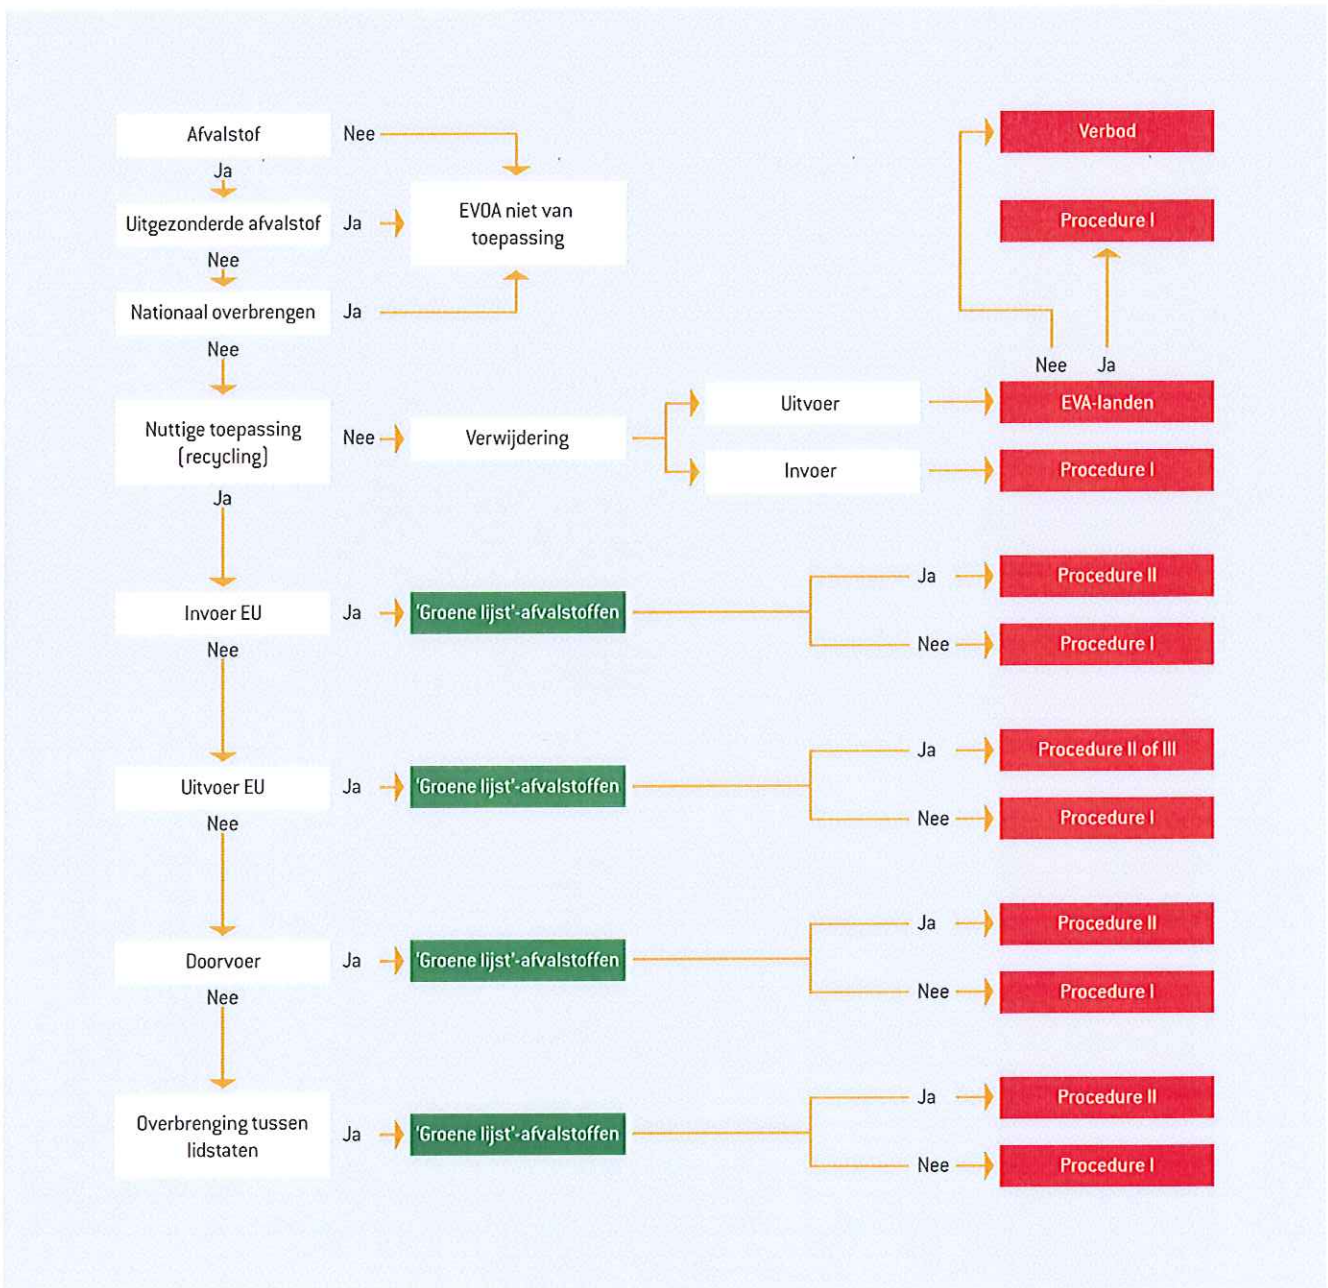 Afvalstof
Nee
Verbod
Ja
Uitgezonderde afvalstof
Ja
EVOA niet van
toepassing
Procedure I
Nee
Nationaal overbrengen
Ja
Nee
Nee
Ja
Nuttige toepassing
(recycling)
Nee
Verwijdering
Uitvoer
EVA-landen
Invoer
Procedure I
Ja
Invoer EU
Ja
'Groene lijst'-afvalstoffen
Ja
Procedure II
Nee
Procedure I
Nee
Uitvoer EU
Ja
'Groene lijst'-afvalstoffen
Ja
Procedure II of III
Nee
Procedure I
Nee
Doorvoer
Ja
'Groene lijst'-afvalstoffen
Ja
Procedure II
Nee
Procedure I
Nee
Overbrenging tussen
lidstaten
Ja
'Groene lijst'-afvalstoffen
Ja
Procedure II
Nee
Procedure I